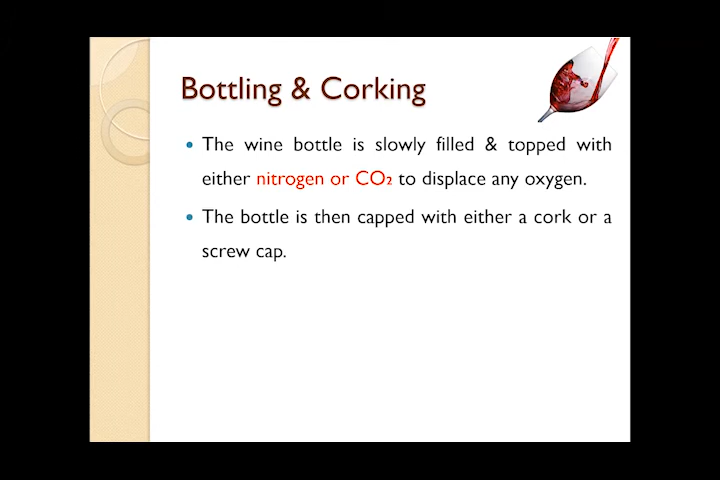 Bottling & Corking
• The wine bottle is slowly filled & topped with
either nitrogen or CO₂ to displace any oxygen.
• The bottle is then capped with either a cork or a
screw cap.